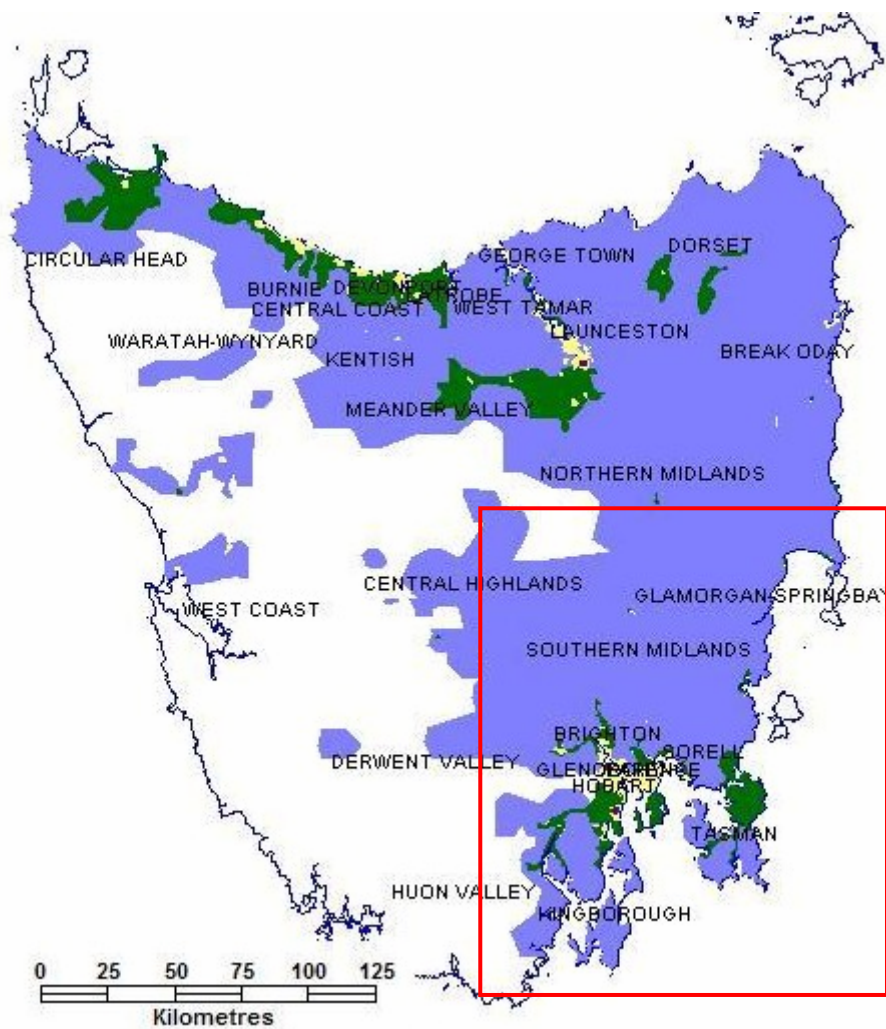 DORSET
GEORGE TOWN
CIRCULAR HEAD
BURNIE
DEVONPORT
LATROBE
CENTRAL COAST
WEST TAMAR
LAUNCESTON
WARATAH-WYNYARD
BREAK ODAY
KENTISH
MEANDER VALLEY
NORTHERN MIDLANDS
CENTRAL HIGHLANDS
GLAMORGAN-SPRINGBAY
WEST COAST
SOUTHERN MIDLANDS
BRIGHTON
SORELL
DERWENT VALLEY
HOBART
TASMAN
HUON VALLEY
KINGBOROUGH
0 25 50 75 100 125
Kilometres